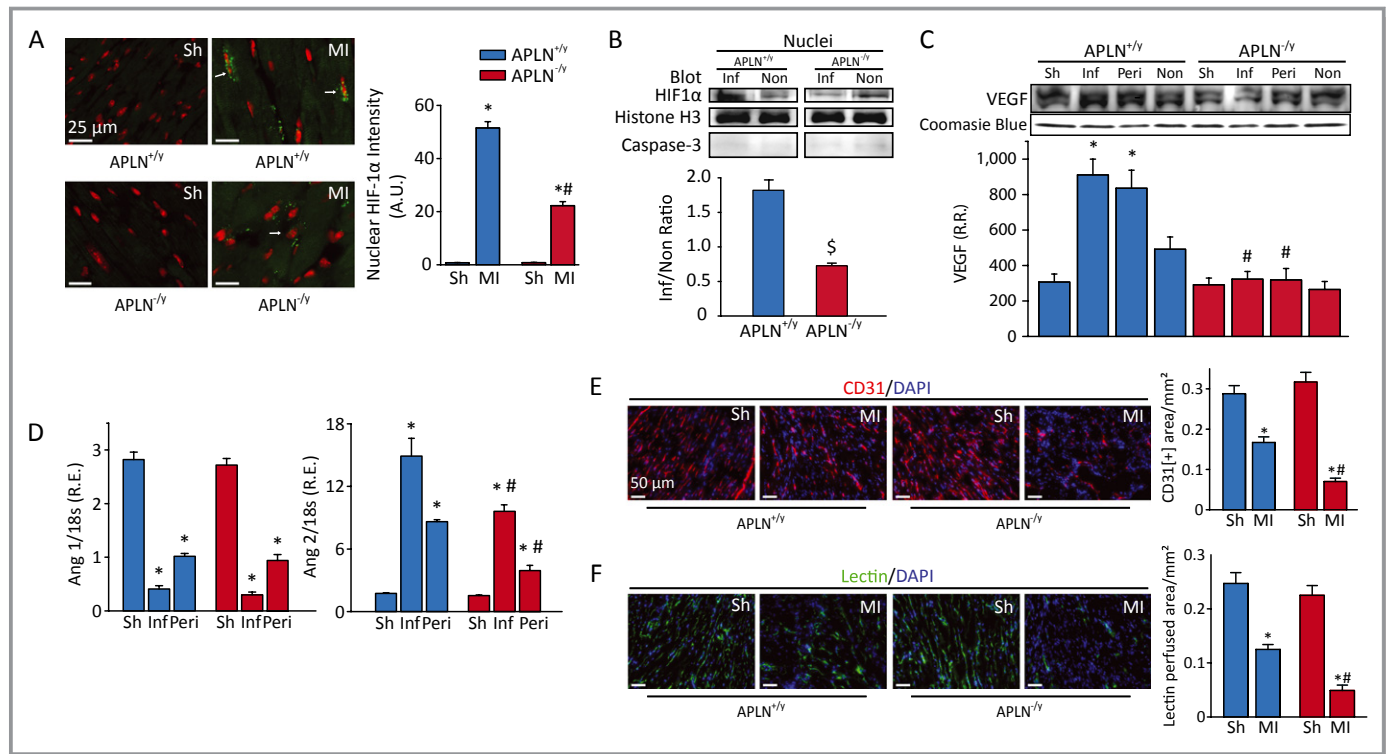 A
Sh
MI
25 μm
APLN+/y
APLN+/y
Sh
MI
APLN-/y
APLN-/y
APLN+/y
APLN-/y
Nuclear HIF-1α Intensity
(A.U.)
60
40
20
0
*
*#
Sh MI Sh MI
B
Nuclei
APLN+/y APLN-/y
Blot Inf Non Inf Non
HIF1α
Histone H3
Caspase-3
Inf/Non Ratio
2.0
1.5
1.0
0.5
0
$
APLN+/y APLN-/y
C
APLN+/y APLN-/y
Sh Inf Peri Non Sh Inf Peri Non
VEGF
Coomasie Blue
VEGF (R.R.)
1,000
800
600
400
200
0
* *
# #
D
Ang 1/18s (R.E.)
3
2
1
0
* *
* *
Sh Inf Peri Sh Inf Peri
Ang 2/18s (R.E.)
18
12
6
0
* *
* # * #
Sh Inf Peri Sh Inf Peri
E
CD31/DAPI
Sh MI Sh MI
50 μm
APLN+/y APLN-/y
CD31[+] area/mm²
0.3
0.2
0.1
0
*
*#
Sh MI Sh MI
F
Lectin/DAPI
Sh MI Sh MI
APLN+/y APLN-/y
Lectin perfused area/mm²
0.3
0.2
0.1
0
*
*#
Sh MI Sh MI